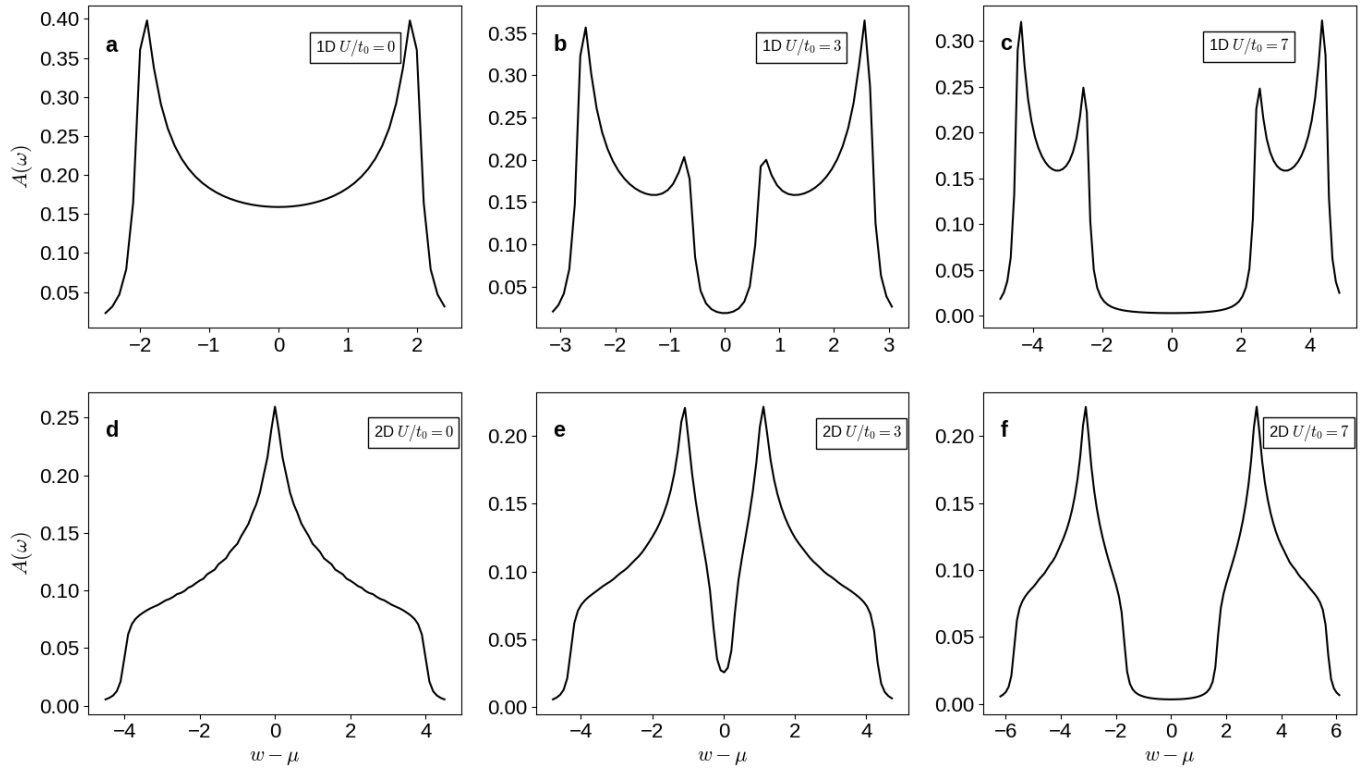 a
1D U/t₀ = 0
A(ω)
0.40
0.35
0.30
0.25
0.20
0.15
0.10
0.05
−2 −1 0 1 2
b
1D U/t₀ = 3
0.35
0.30
0.25
0.20
0.15
0.10
0.05
−3 −2 −1 0 1 2 3
c
1D U/t₀ = 7
0.30
0.25
0.20
0.15
0.10
0.05
0.00
−4 −2 0 2 4
d
2D U/t₀ = 0
A(ω)
0.25
0.20
0.15
0.10
0.05
0.00
−4 −2 0 2 4
w − μ
e
2D U/t₀ = 3
0.20
0.15
0.10
0.05
0.00
−4 −2 0 2 4
w − μ
f
2D U/t₀ = 7
0.20
0.15
0.10
0.05
0.00
−6 −4 −2 0 2 4 6
w − μ